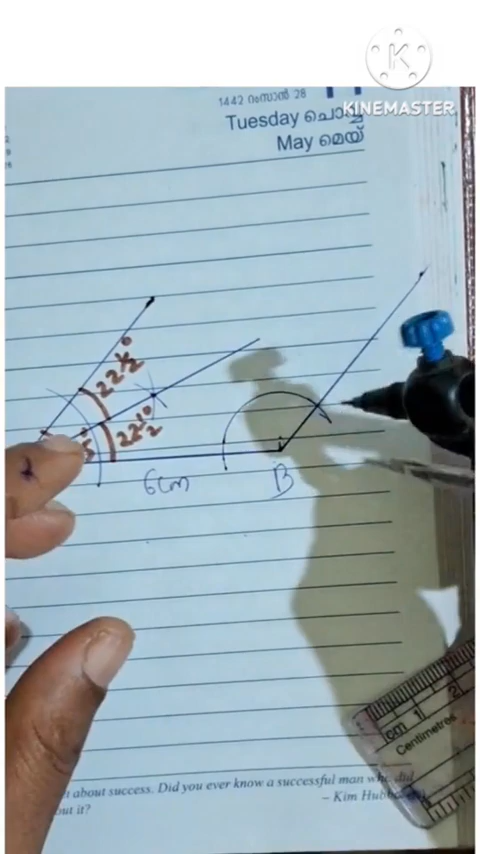 K
KINEMASTER
1442 റംസാൻ 28
Tuesday ചൊവ്വ
May മെയ്
22½°
22½°
6cm
B
cm 1 2
Centimetres
t about success. Did you ever know a successful man who did
out it?
– Kim Hubb